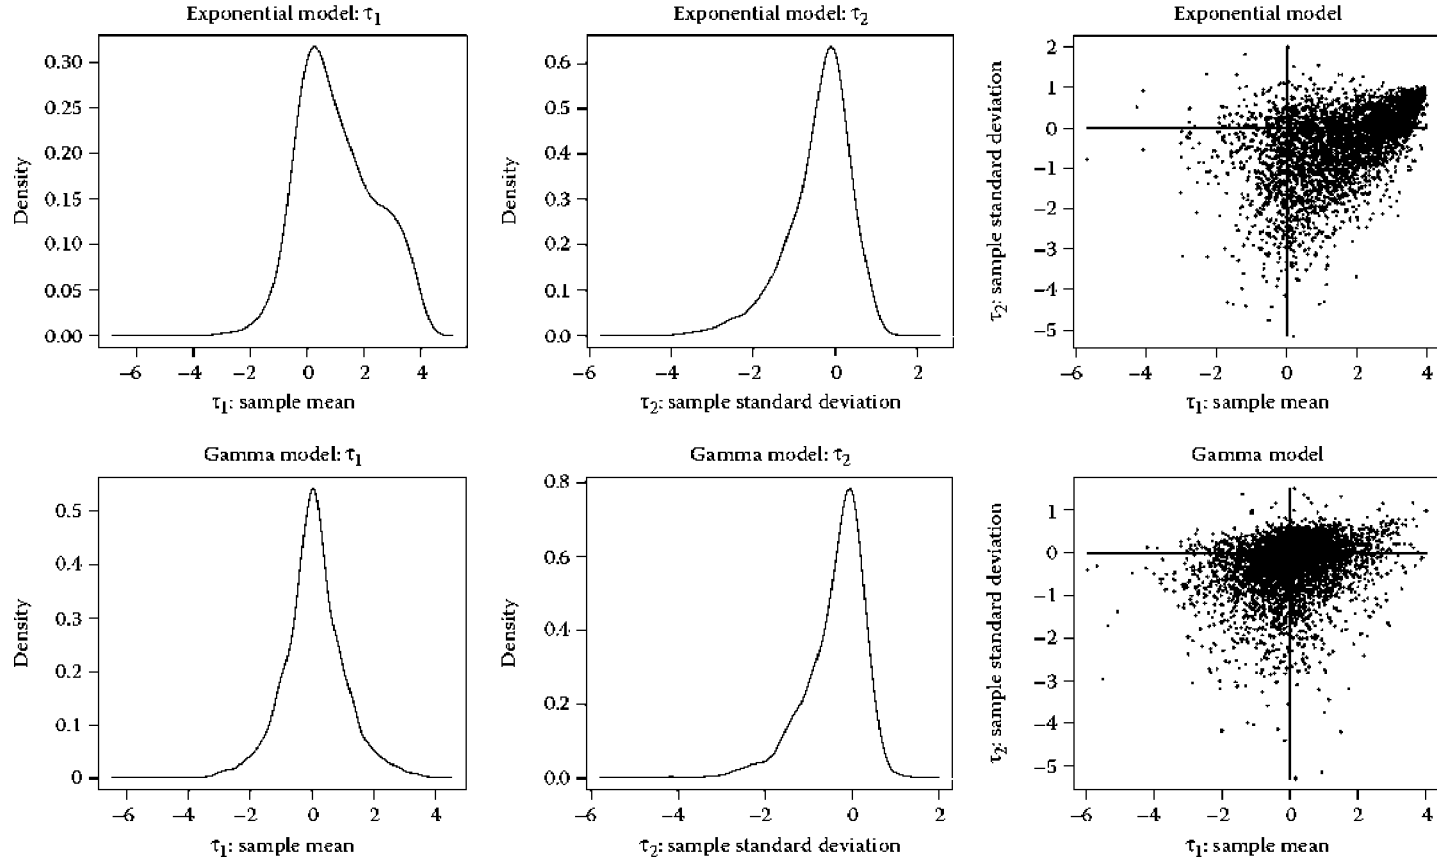 Exponential model: τ1
Exponential model: τ2
Exponential model
Density
0.30
0.25
0.20
0.15
0.10
0.05
0.00
−6 −4 −2 0 2 4
τ1: sample mean
Density
0.6
0.5
0.4
0.3
0.2
0.1
0.0
−6 −4 −2 0 2
τ2: sample standard deviation
τ2: sample standard deviation
2
1
0
−1
−2
−3
−4
−5
−6 −4 −2 0 2 4
τ1: sample mean
Gamma model: τ1
Gamma model: τ2
Gamma model
Density
0.5
0.4
0.3
0.2
0.1
0
−6 −4 −2 0 2 4
τ1: sample mean
Density
0.8
0.6
0.4
0.2
0.0
−6 −4 −2 0 2
τ2: sample standard deviation
τ2: sample standard deviation
1
0
−1
−2
−3
−4
−5
−6 −4 −2 0 2 4
τ1: sample mean